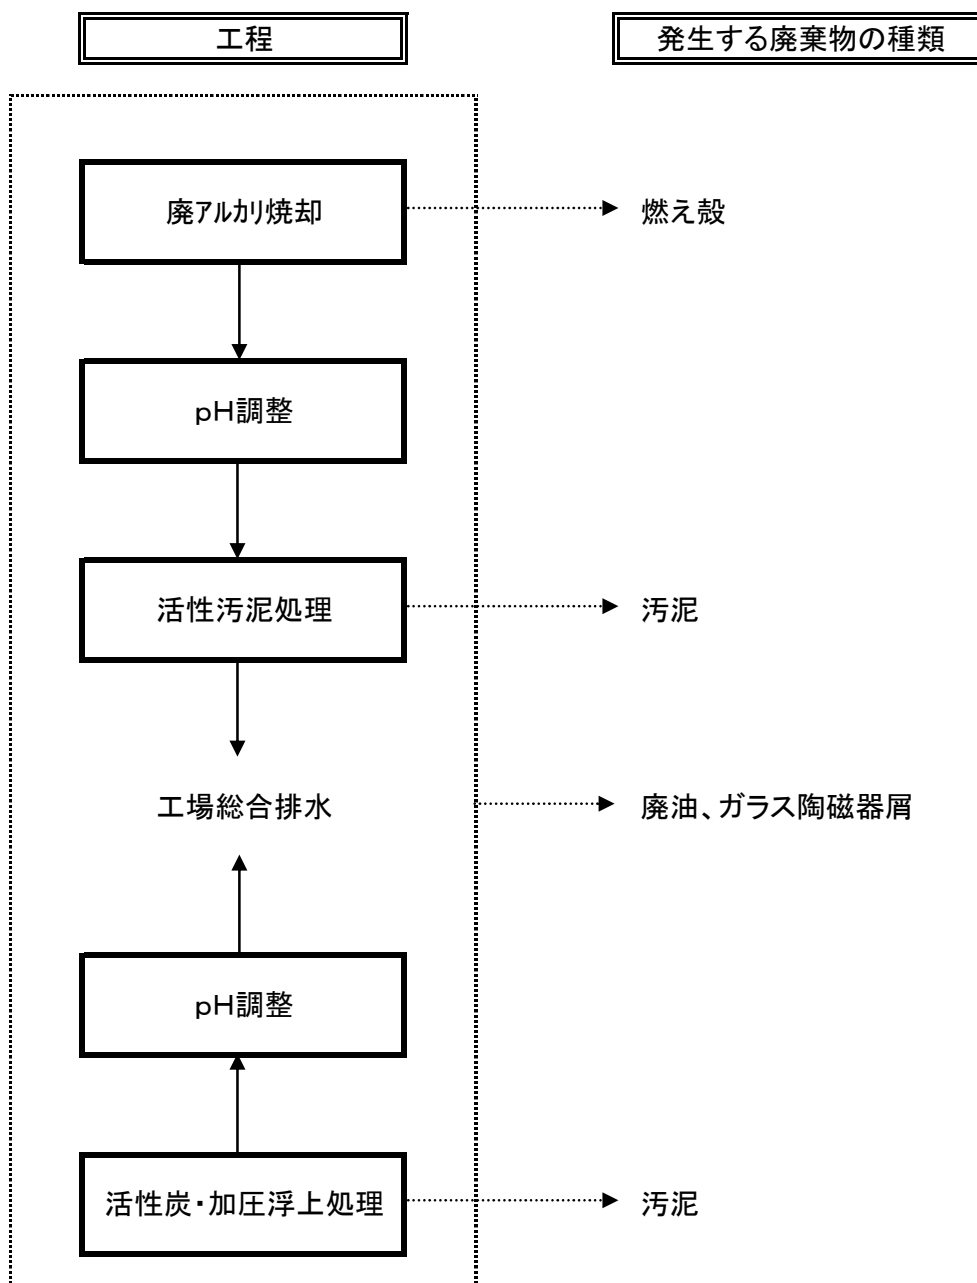 工程
発生する廃棄物の種類
廃ｱﾙｶﾘ焼却
燃え殻
pH調整
活性汚泥処理
汚泥
工場総合排水
廃油、ガラス陶磁器屑
pH調整
活性炭・加圧浮上処理
汚泥